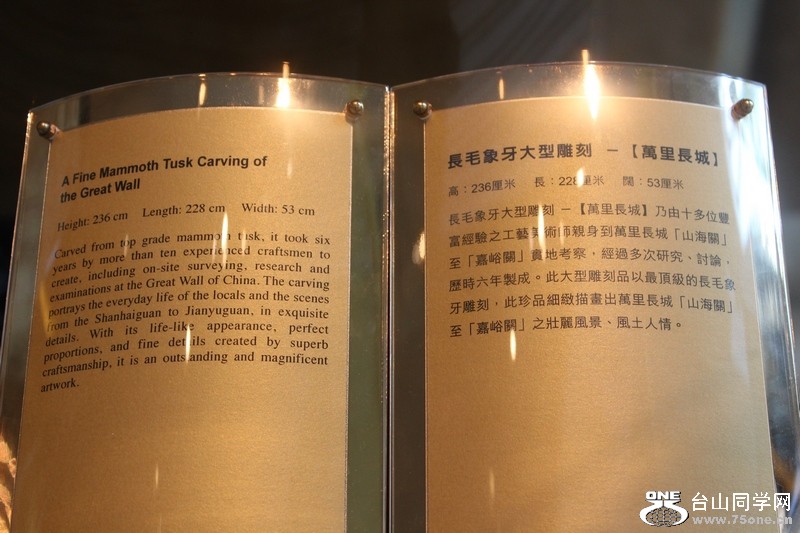 A Fine Mammoth Tusk Carving of
the Great Wall
Height: 236 cm Length: 228 cm Width: 53 cm
Carved from top grade mammoth tusk, it took six
years by more than ten experienced craftsmen to
create, including on-site surveying, research and
examinations at the Great Wall of China. The carving
portrays the everyday life of the locals and the scenes
from the Shanhaiguan to Jianyuguan, in exquisite
details. With its life-like appearance, perfect
proportions, and fine details created by superb
craftsmanship, it is an outstanding and magnificent
artwork.
長毛象牙大型雕刻 －【萬里長城】
高：236厘米 長：228厘米 闊：53厘米
長毛象牙大型雕刻 －【萬里長城】乃由十多位豐
富經驗之工藝美術師親身到萬里長城「山海關」
至「嘉峪關」實地考察，經過多次研究、討論，
歷時六年製成。此大型雕刻品以最頂級的長毛象
牙雕刻，此珍品細緻描畫出萬里長城「山海關」
至「嘉峪關」之壯麗風景、風土人情。
ONE
台山同学网
www.75one.cn